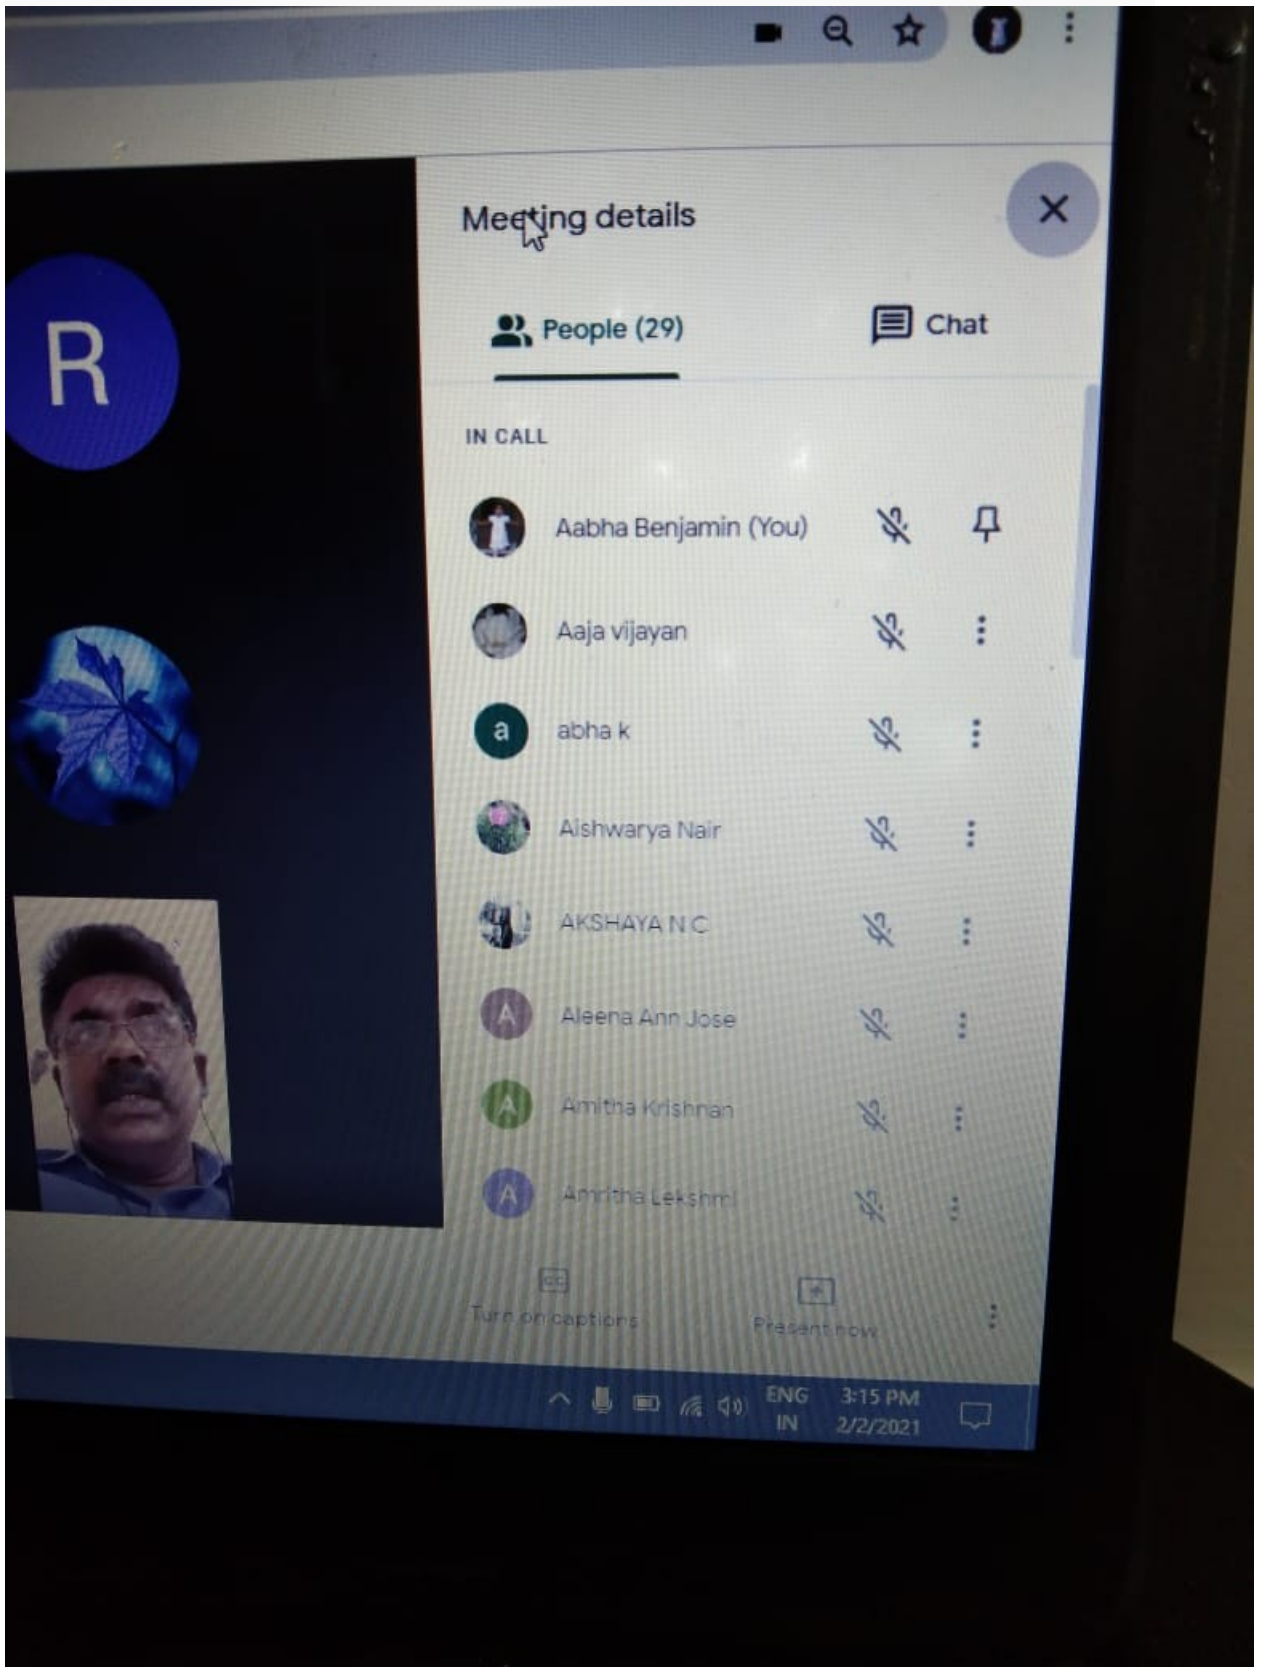 Meeting details
People (29)
Chat
IN CALL
R
Aabha Benjamin (You)
Aaja vijayan
a
abha k
Aishwarya Nair
AKSHAYA N C
A
Aleena Ann Jose
A
Amitha Krishnan
A
Amritha Lekshmi
CC
Turn on captions
Present now
ENG
IN
3:15 PM
2/2/2021